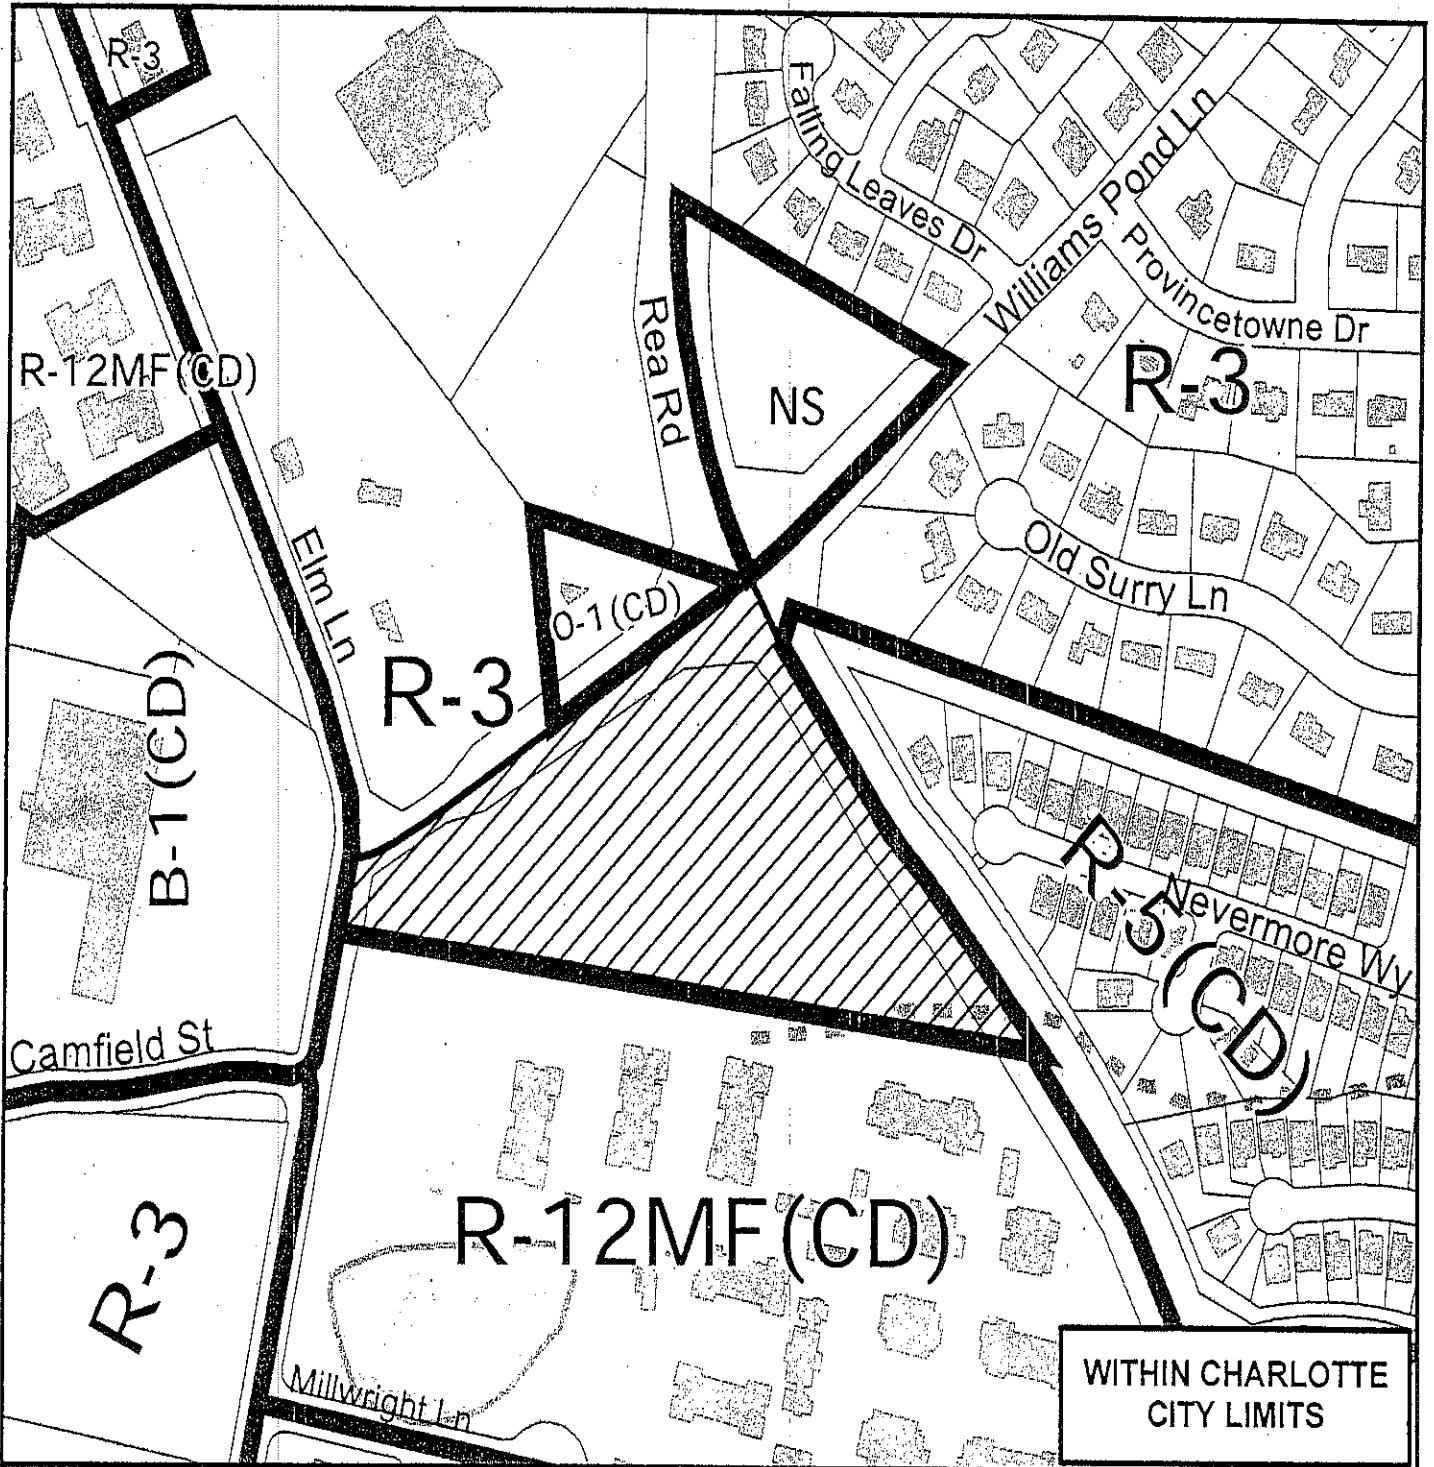 R-3
Falling Leaves Dr
Williams Pond Ln
Provincetowne Dr
Rea Rd
R-12MF(CD)
NS
R-3
Elm Ln
Old Surry Ln
O-1(CD)
R-3
B-1(CD)
R-5(CD)
Nevermore Wy
Camfield St
R-3
R-12MF(CD)
Millwright Ln
WITHIN CHARLOTTE
CITY LIMITS